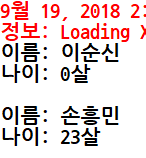 9월 19, 2018 2:
정보: Loading X
이름: 이순신
나이: 0살
이름: 손흥민
나이: 23살